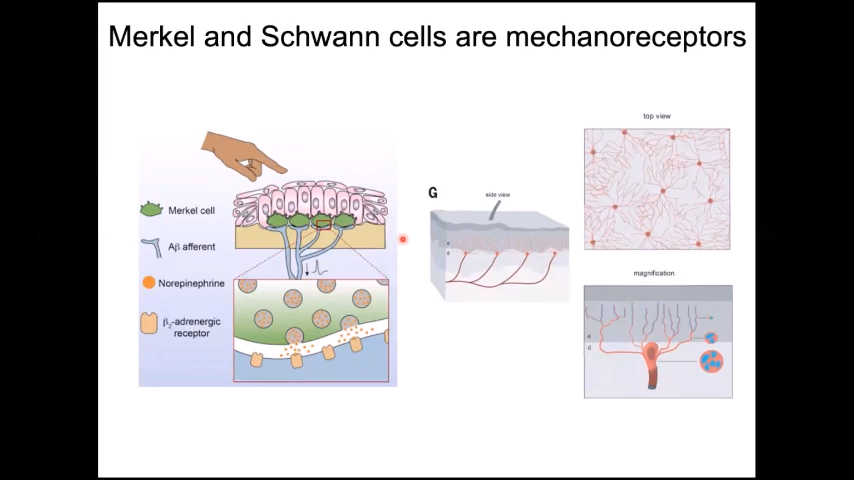 Merkel and Schwann cells are mechanoreceptors
Merkel cell
Aβ afferent
Norepinephrine
β2-adrenergic
receptor
G
side view
e
d
top view
magnification
e
d